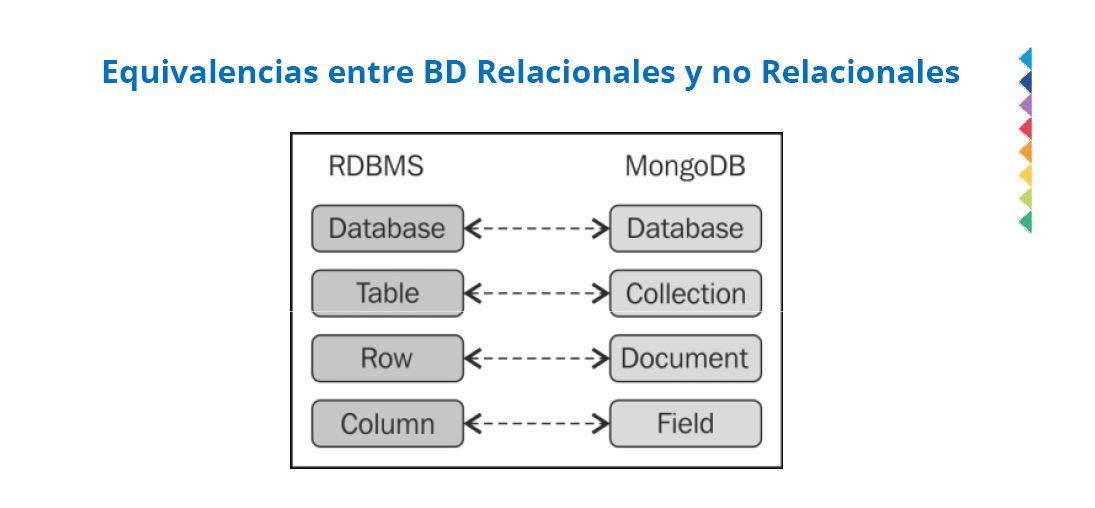 Equivalencias entre BD Relacionales y no Relacionales
RDBMS MongoDB
Database Database
Table Collection
Row Document
Column Field